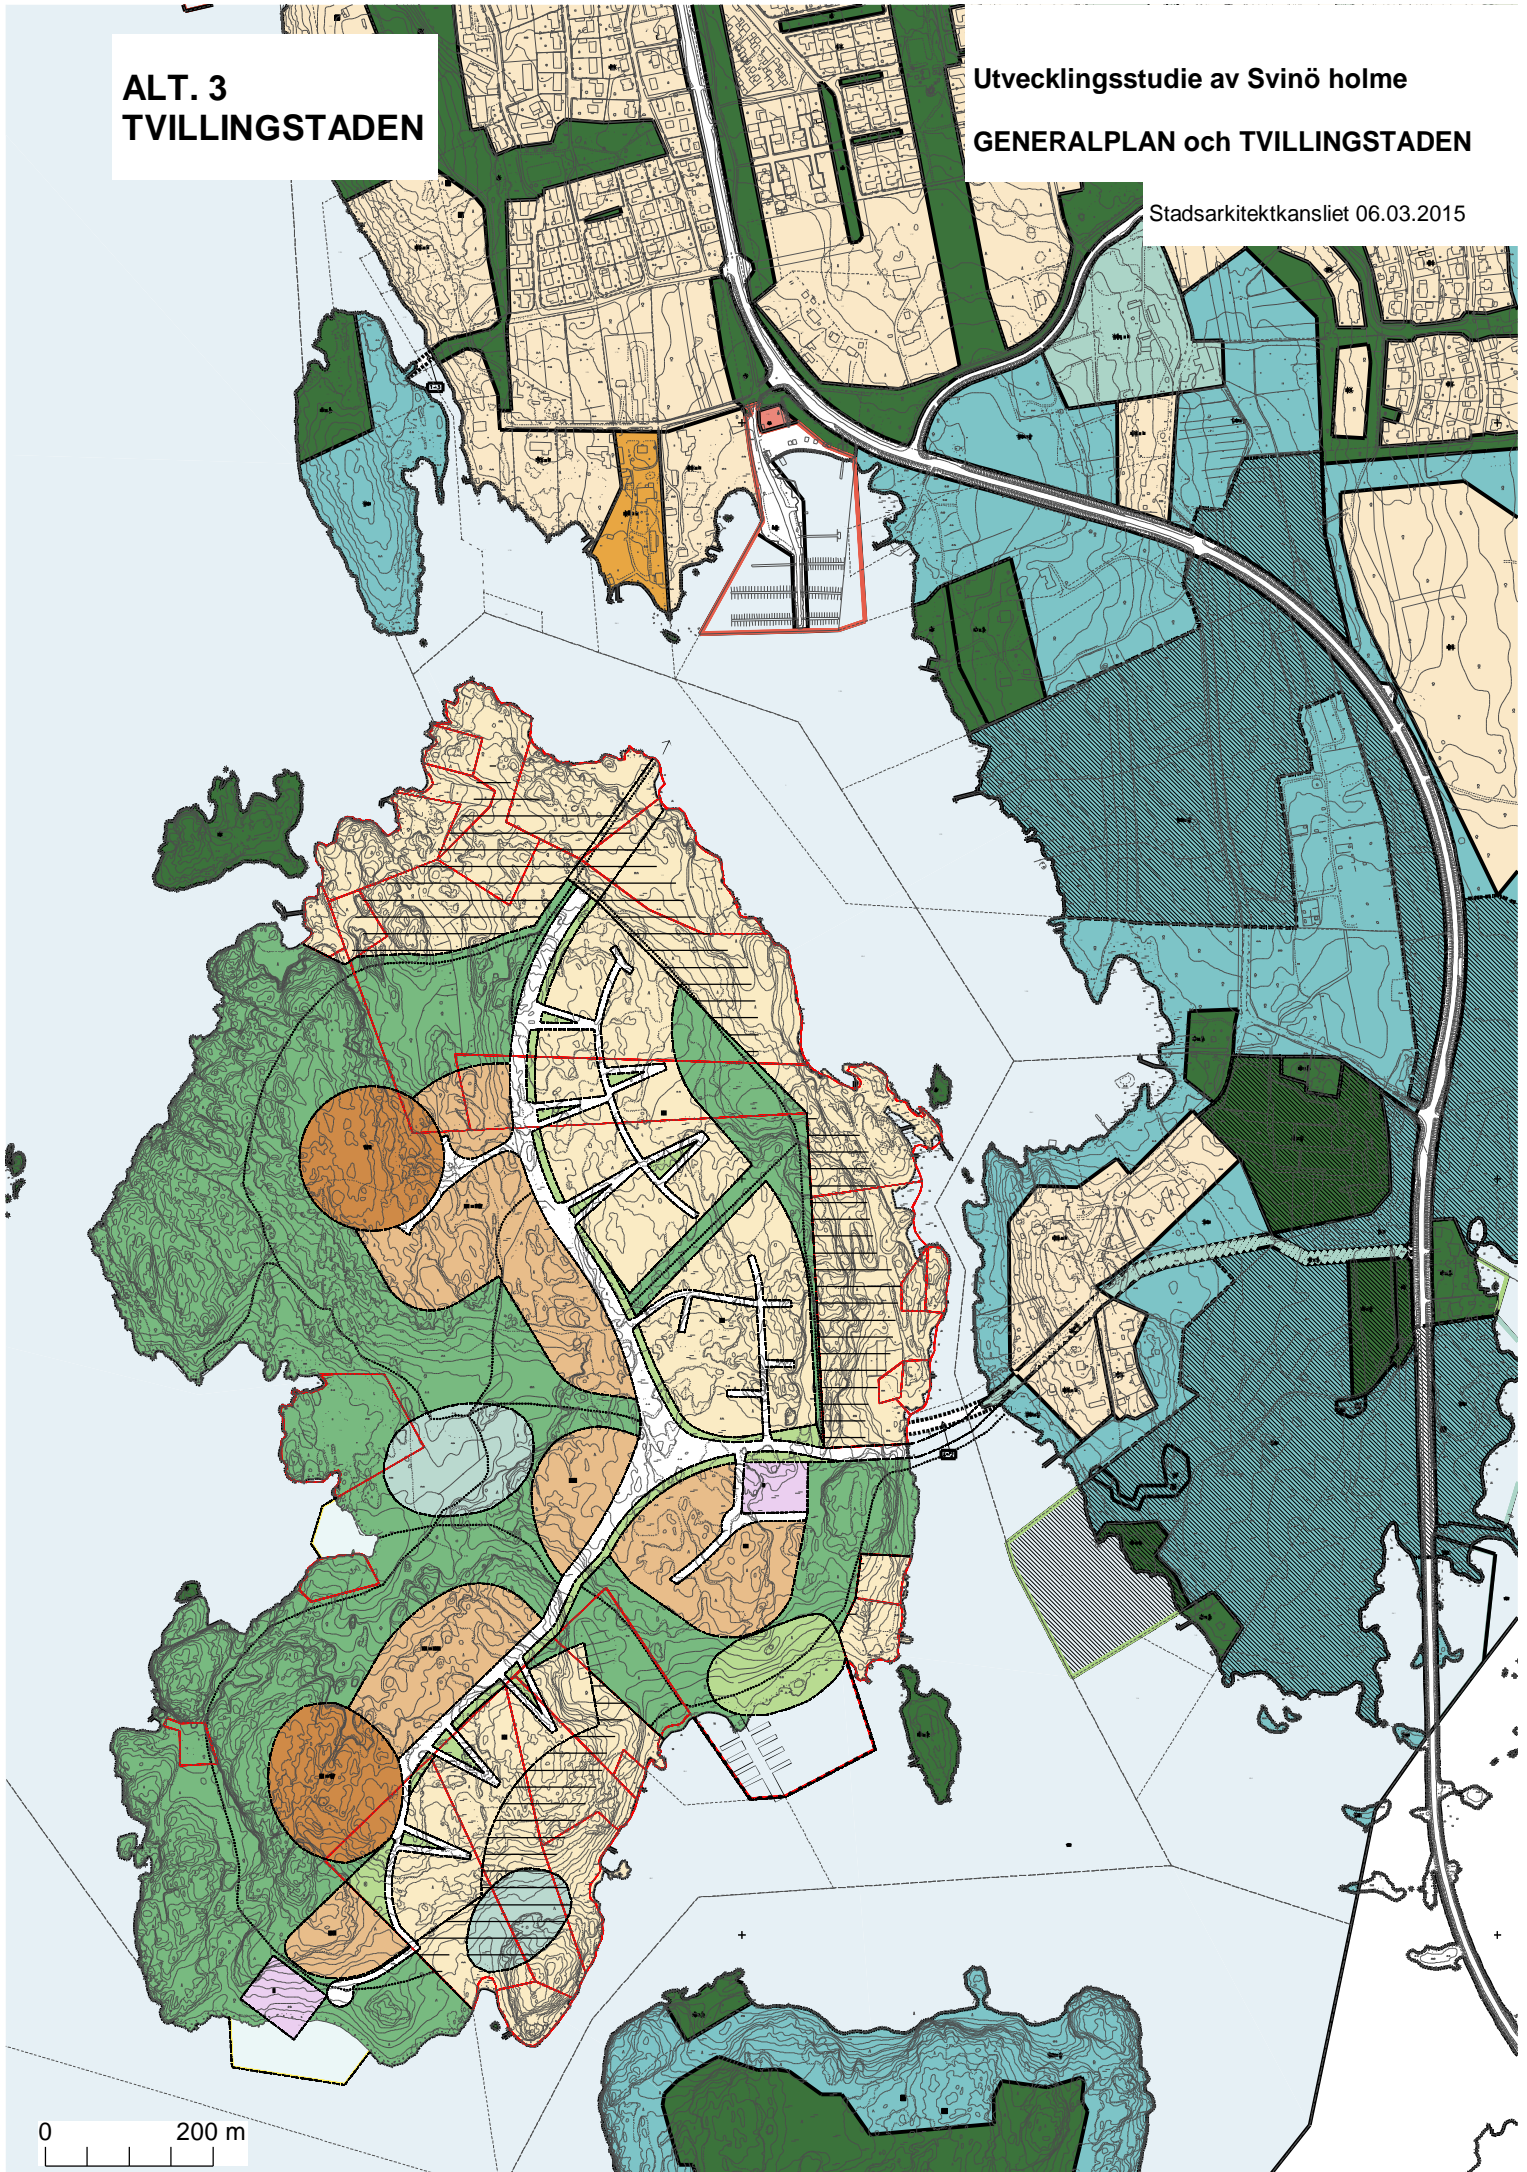 ALT. 3
TVILLINGSTADEN
Utvecklingsstudie av Svinö holme
GENERALPLAN och TVILLINGSTADEN
Stadsarkitektkansliet 06.03.2015
0 200 m